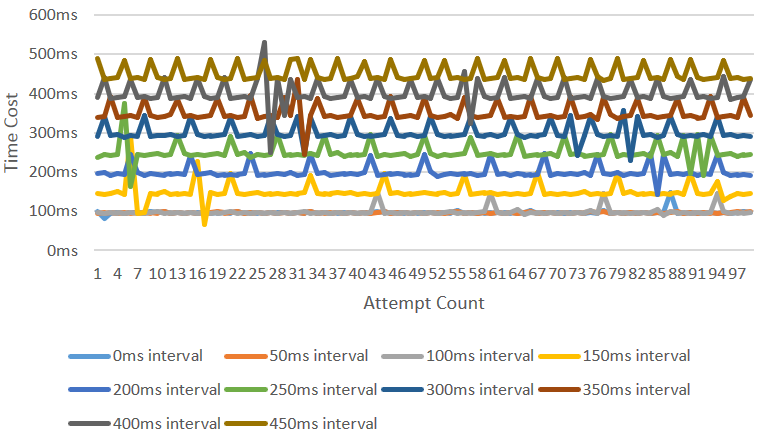 600ms
500ms
400ms
300ms
200ms
100ms
0ms
Time Cost
1 4 7 10 13 16 19 22 25 28 31 34 37 40 43 46 49 52 55 58 61 64 67 70 73 76 79 82 85 88 91 94 97
Attempt Count
0ms interval 50ms interval 100ms interval 150ms interval
200ms interval 250ms interval 300ms interval 350ms interval
400ms interval 450ms interval